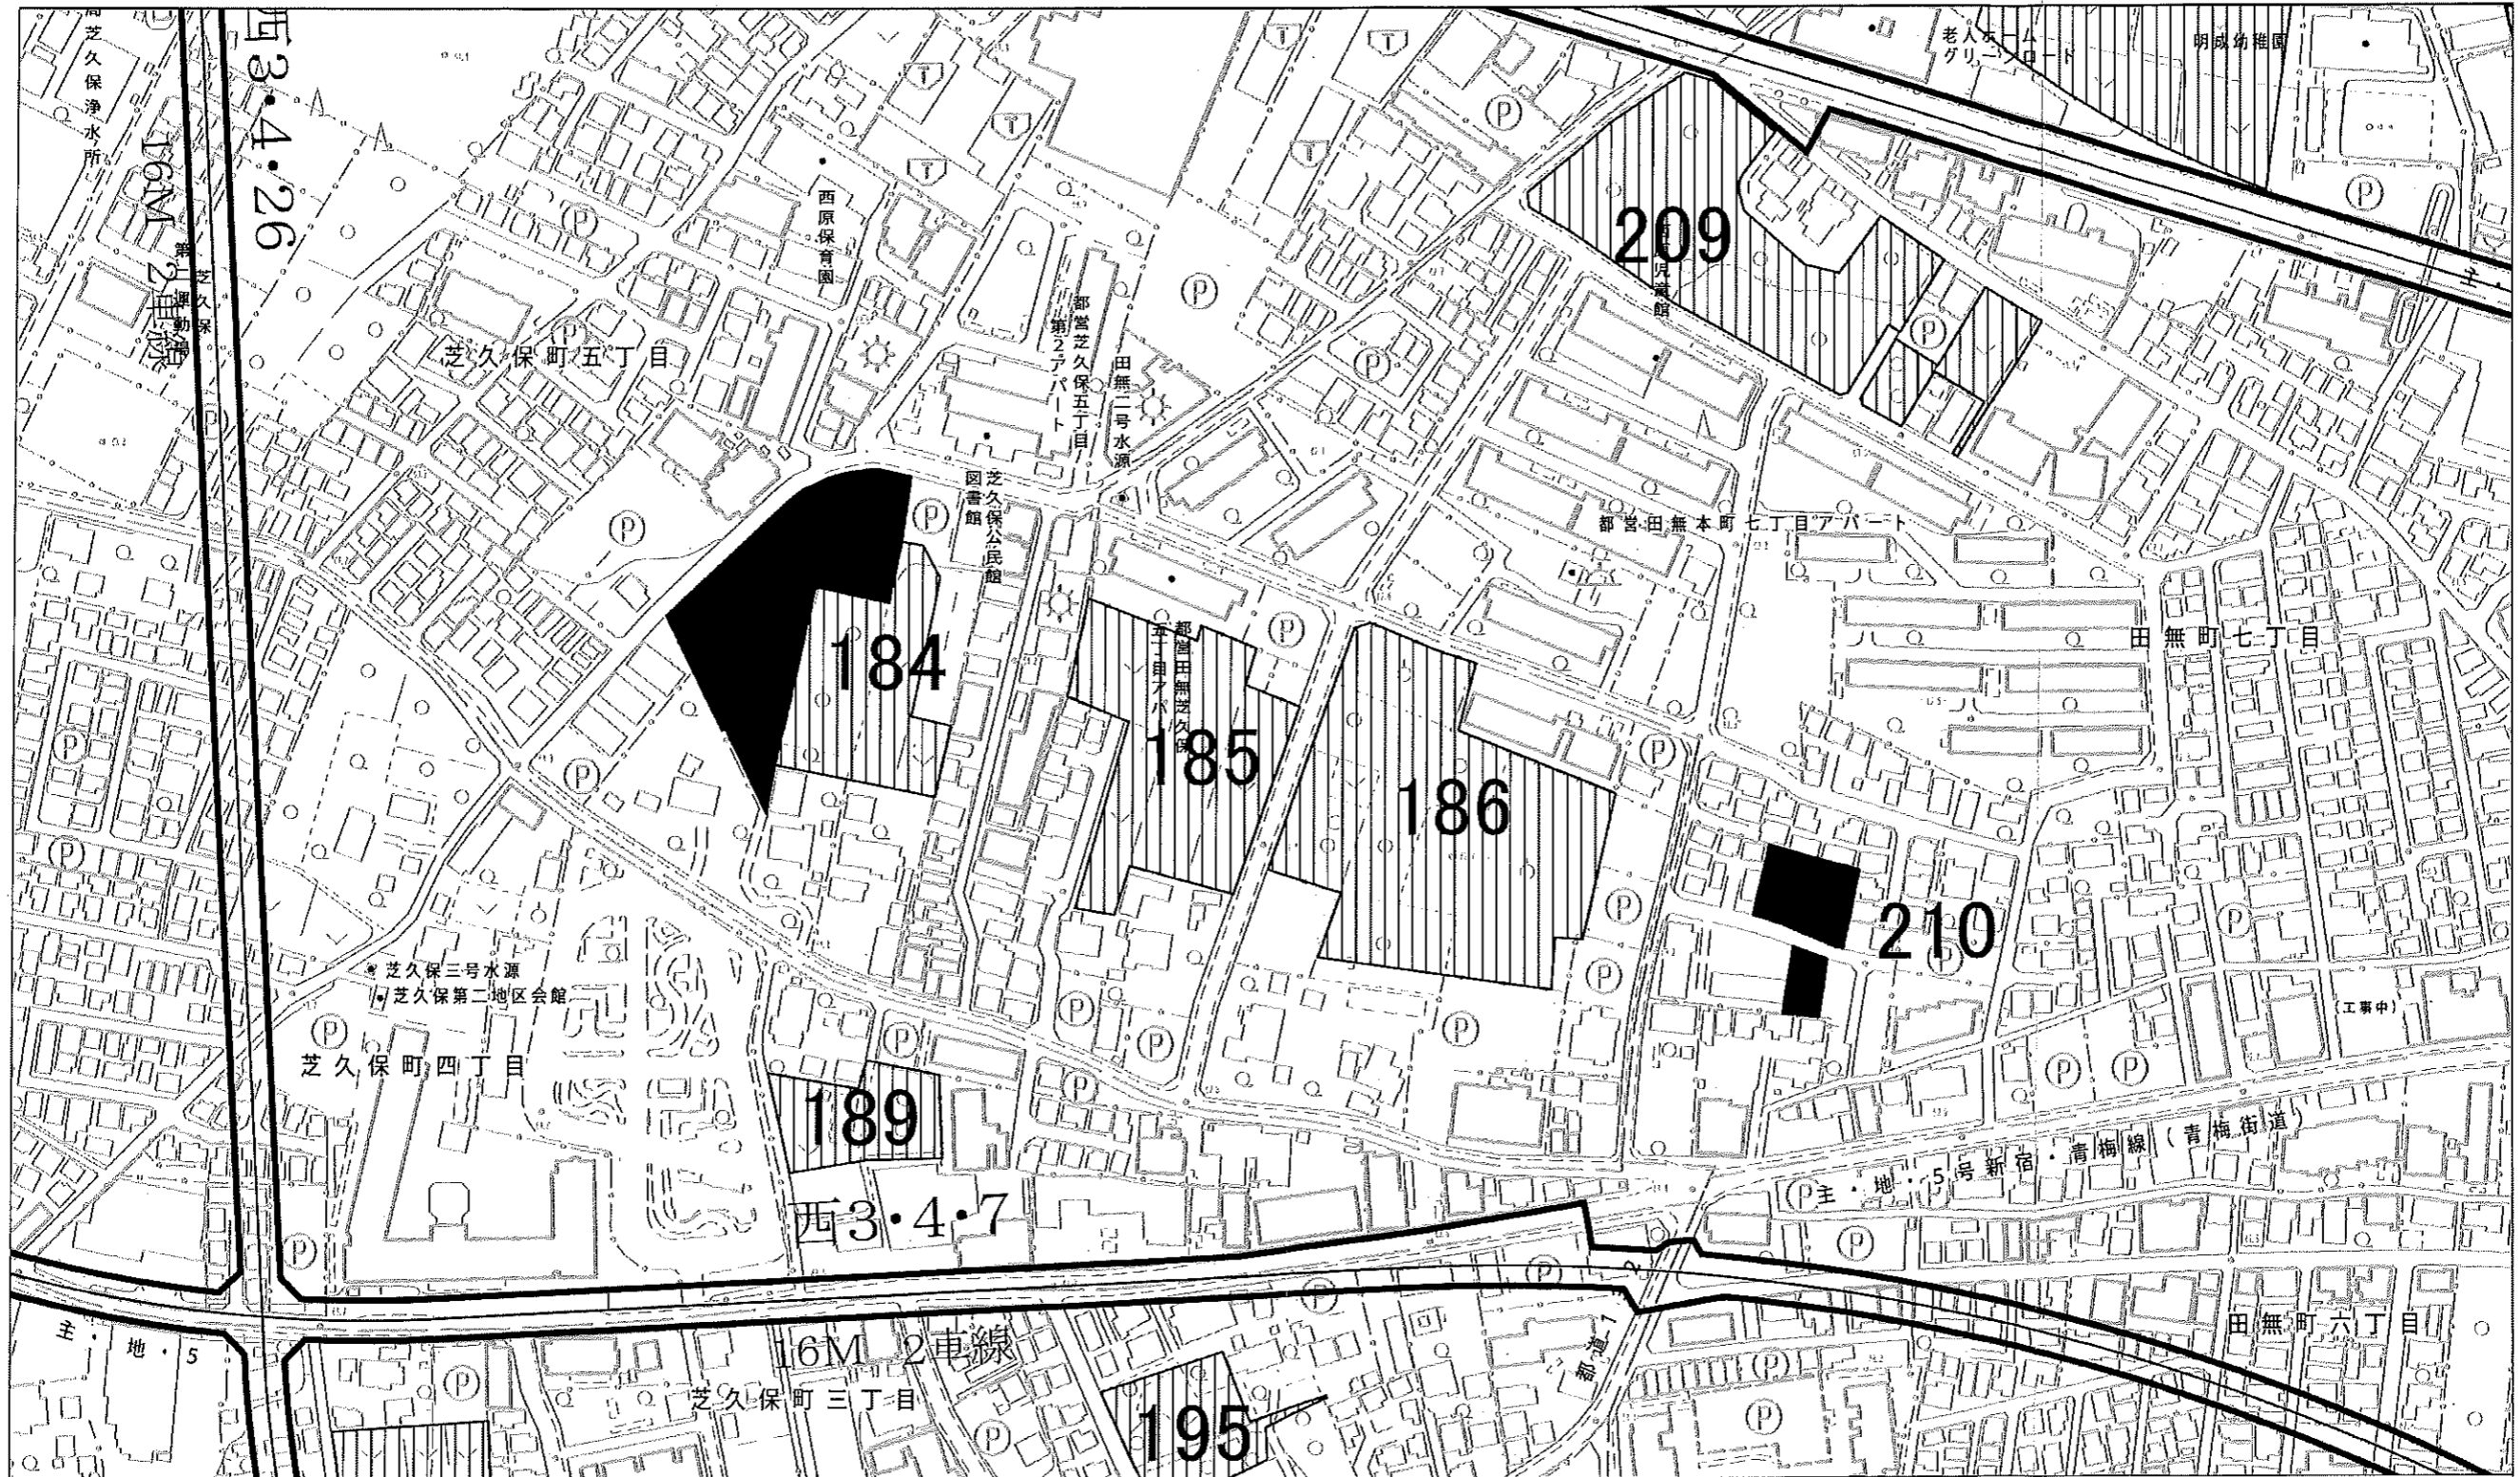 西3・4・26
16M 2車線
芝久保浄水所
芝久保
第二運動場
老人ホーム
グリーンロード
明成幼稚園
西原保育園
209
児童館
芝久保町五丁目
都営芝久保五丁目
第2アパート
田無二号水源
芝久保公民館
図書館
都営田無本町七丁目アパート
田無町七丁目
184
都営田無芝久保
五丁目アパート
185
186
210
芝久保三号水源
芝久保第二地区会館
芝久保町四丁目
(工事中)
189
主・地・5号新宿・青梅線(青梅街道)
西3・4・7
主・地・5
16M 2車線
芝久保町三丁目
都道1
2
田無町六丁目
195
主・